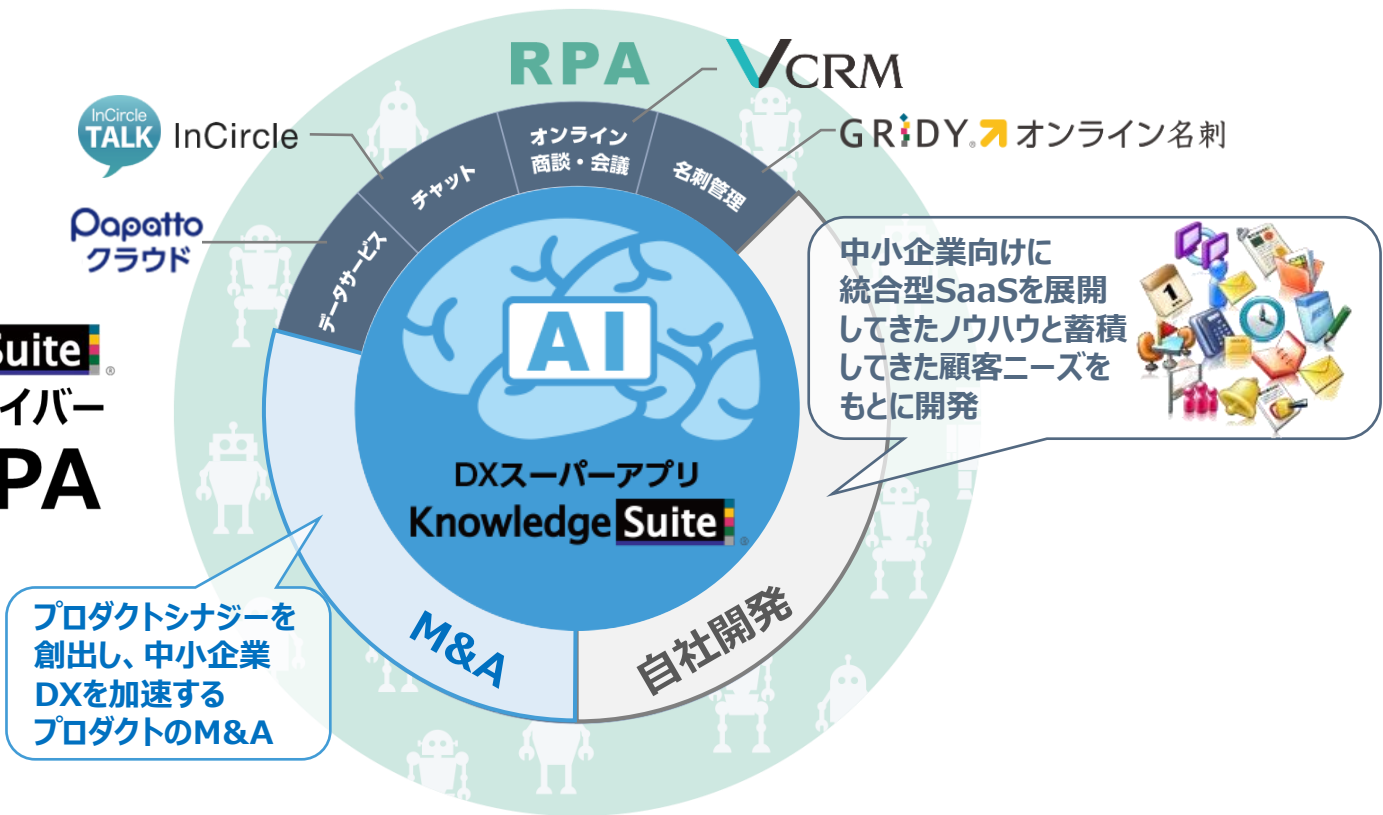 RPA
VCRM
InCircle
TALK
InCircle
GRIDY® オンライン名刺
Papatto
クラウド
データサービス
チャット
オンライン
商談・会議
名刺管理
中小企業向けに
統合型SaaSを展開
してきたノウハウと蓄積
してきた顧客ニーズを
もとに開発
1
AI
Suite®
イバー
PA
DXスーパーアプリ
Knowledge Suite®
プロダクトシナジーを
創出し、中小企業
DXを加速する
プロダクトのM&A
M&A
自社開発